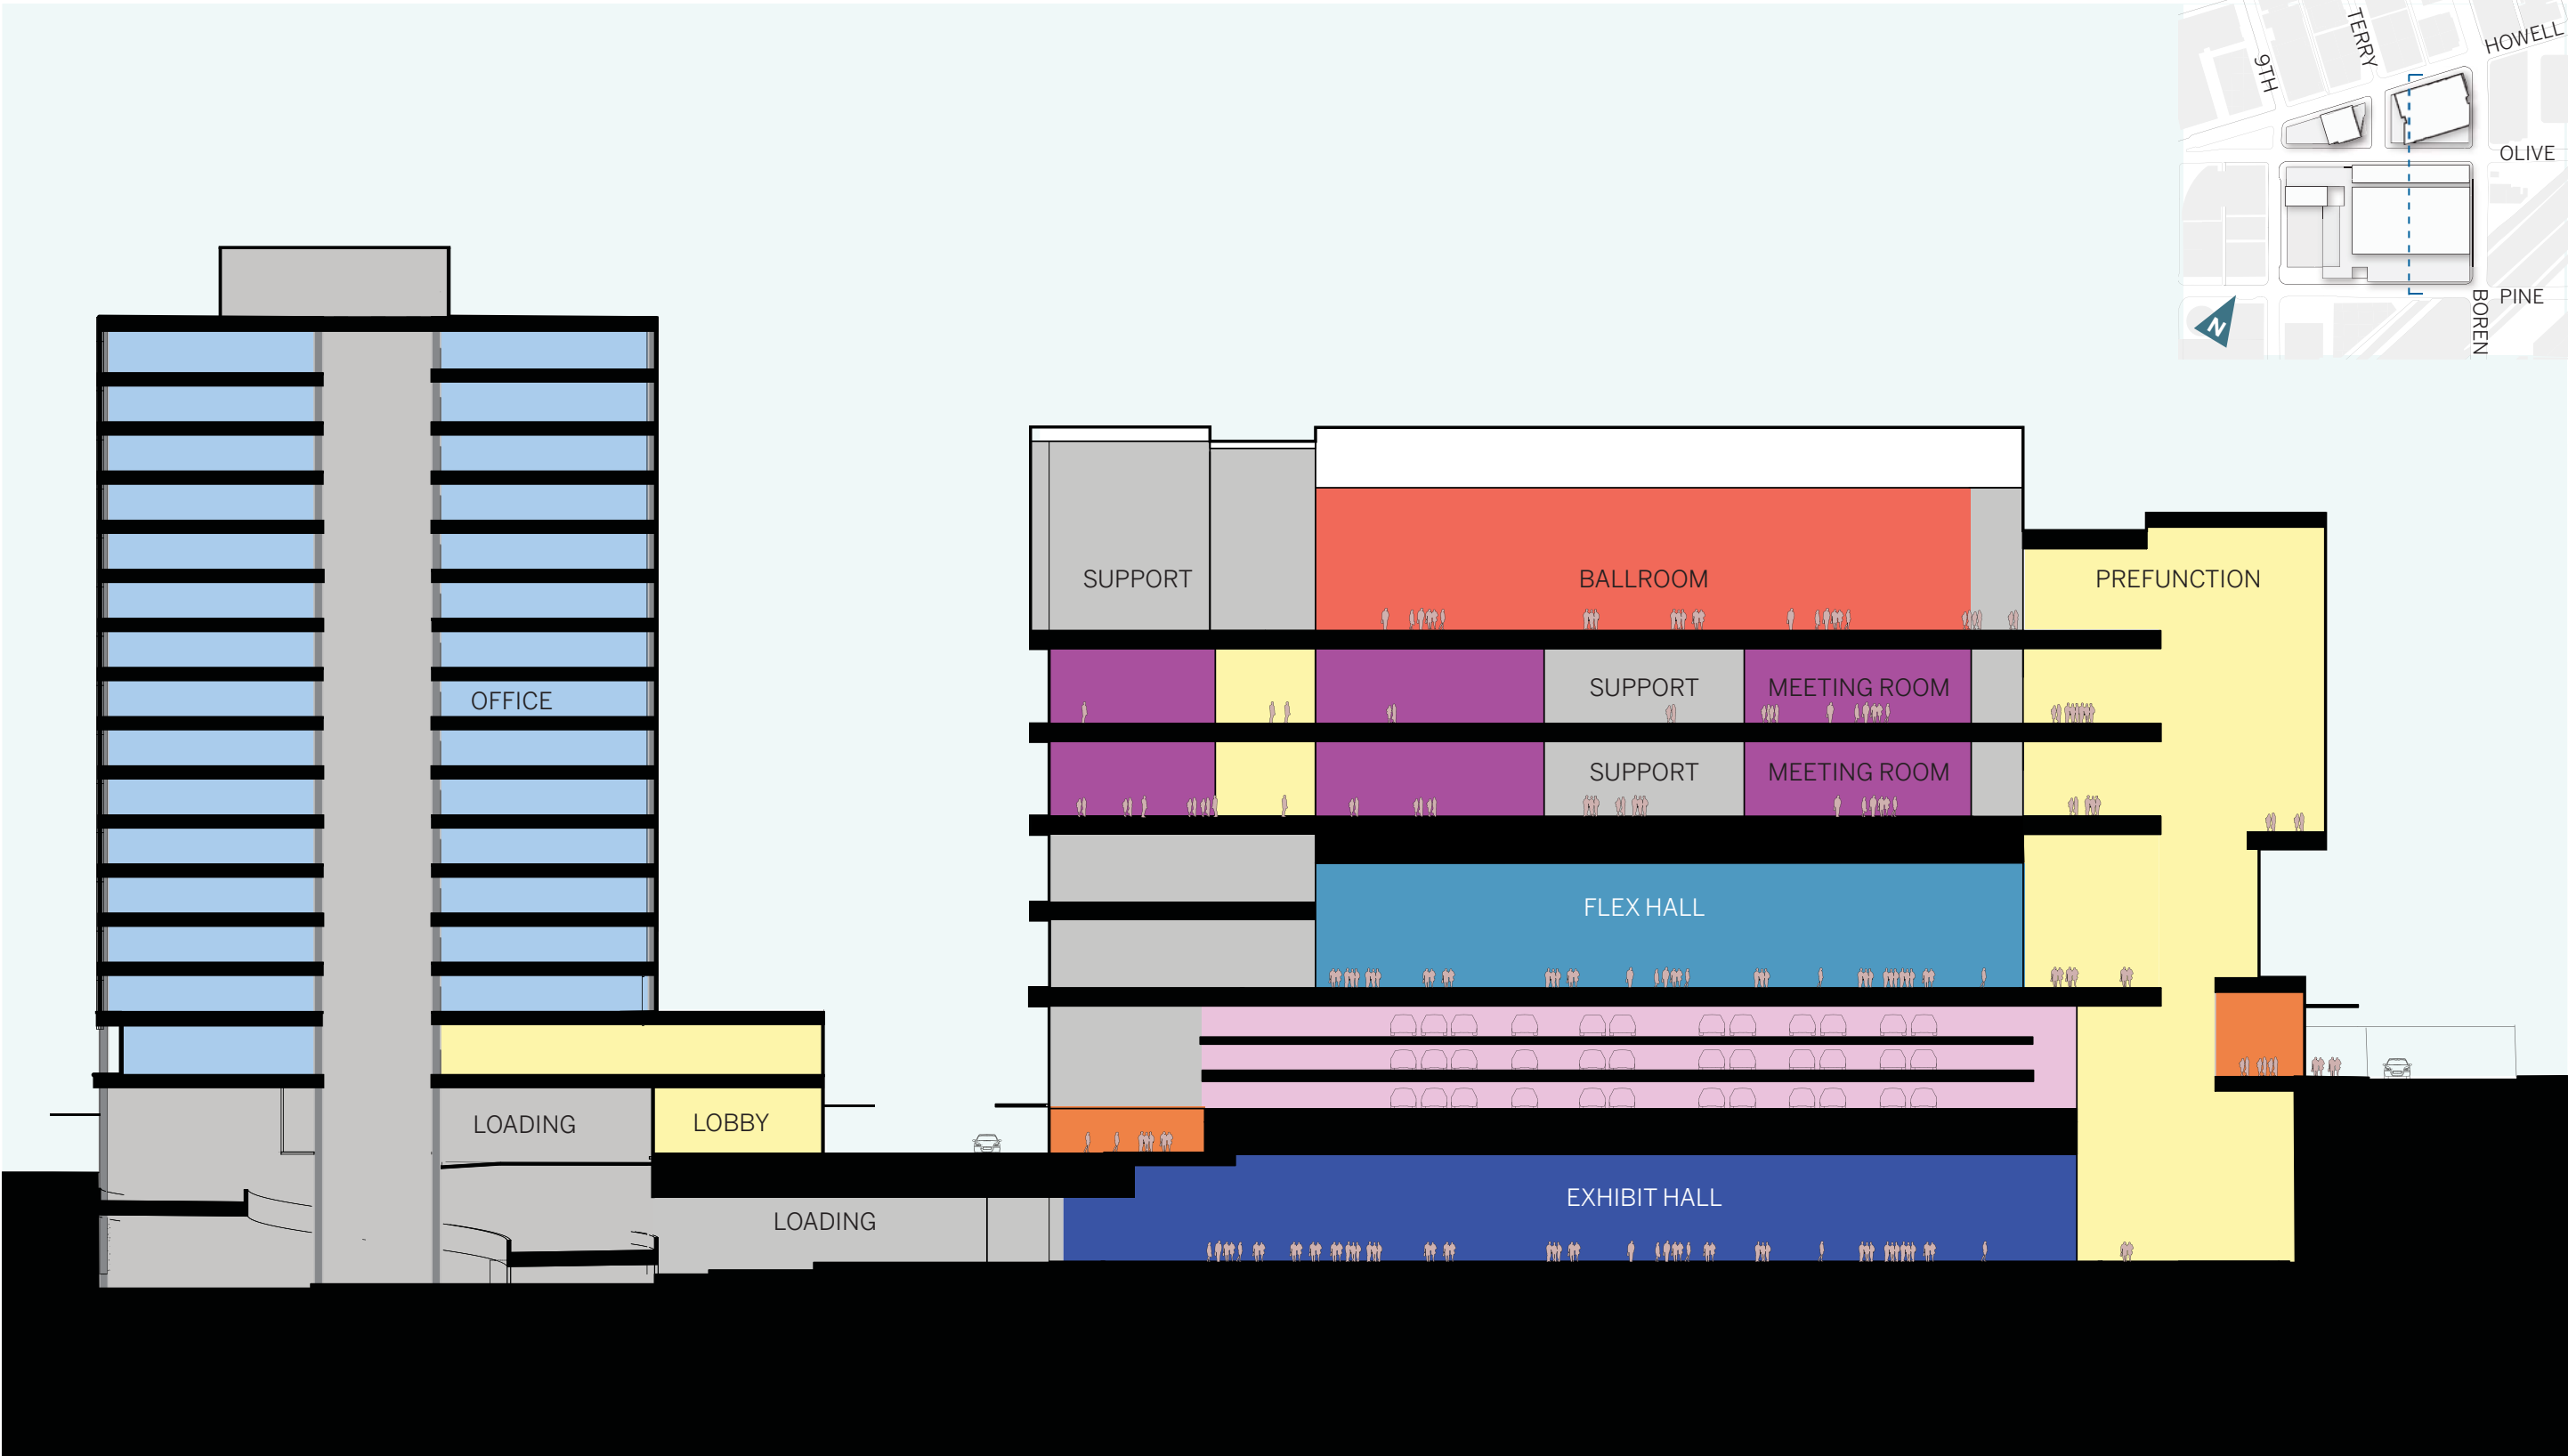 TERRY
HOWELL
9TH
OLIVE
BOREN
PINE
N
SUPPORT
BALLROOM
PREFUNCTION
OFFICE
SUPPORT
MEETING ROOM
SUPPORT
MEETING ROOM
FLEX HALL
LOADING
LOBBY
LOADING
EXHIBIT HALL